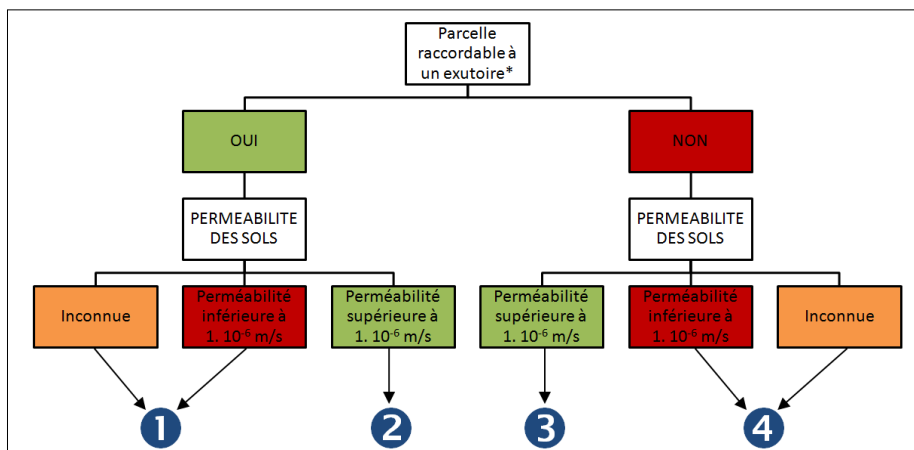 Parcelle
raccordable à
un exutoire*
OUI
NON
PERMEABILITE
DES SOLS
PERMEABILITE
DES SOLS
Inconnue
Perméabilité
inférieure à
1. 10⁻⁶ m/s
Perméabilité
supérieure à
1. 10⁻⁶ m/s
Perméabilité
supérieure à
1. 10⁻⁶ m/s
Perméabilité
inférieure à
1. 10⁻⁶ m/s
Inconnue
1
2
3
4